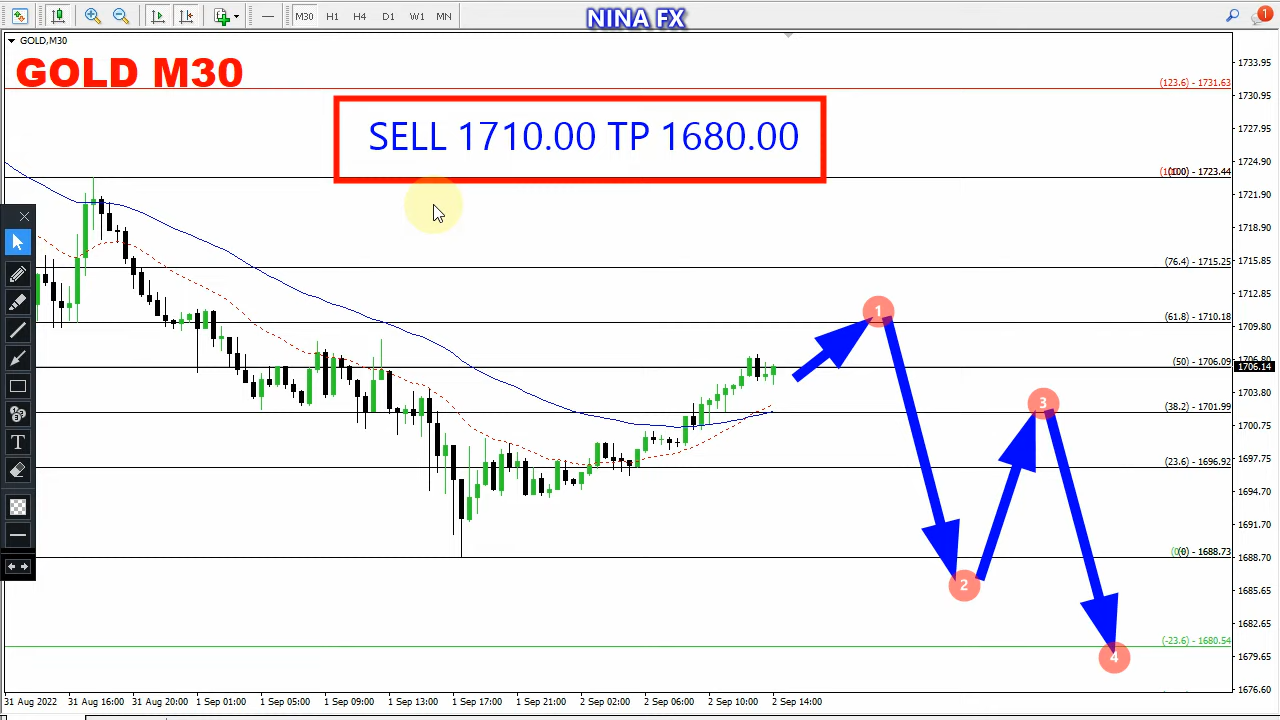 M30 H1 H4 D1 W1 MN
NINA FX
1
GOLD,M30
GOLD M30
SELL 1710.00 TP 1680.00
(123.6) - 1731.63
(100) - 1723.44
(76.4) - 1715.25
(61.8) - 1710.18
(50) - 1706.09
(38.2) - 1701.99
(23.6) - 1696.92
(0) - 1688.73
(-23.6) - 1680.54
1733.95
1730.95
1727.95
1724.90
1721.90
1718.90
1715.85
1712.85
1709.80
1706.80
1706.14
1703.80
1700.75
1697.75
1694.70
1691.70
1688.70
1685.65
1682.65
1679.65
1676.60
1
2
3
4
T
31 Aug 2022 31 Aug 16:00 31 Aug 20:00 1 Sep 01:00 1 Sep 05:00 1 Sep 09:00 1 Sep 13:00 1 Sep 17:00 1 Sep 21:00 2 Sep 02:00 2 Sep 06:00 2 Sep 10:00 2 Sep 14:00